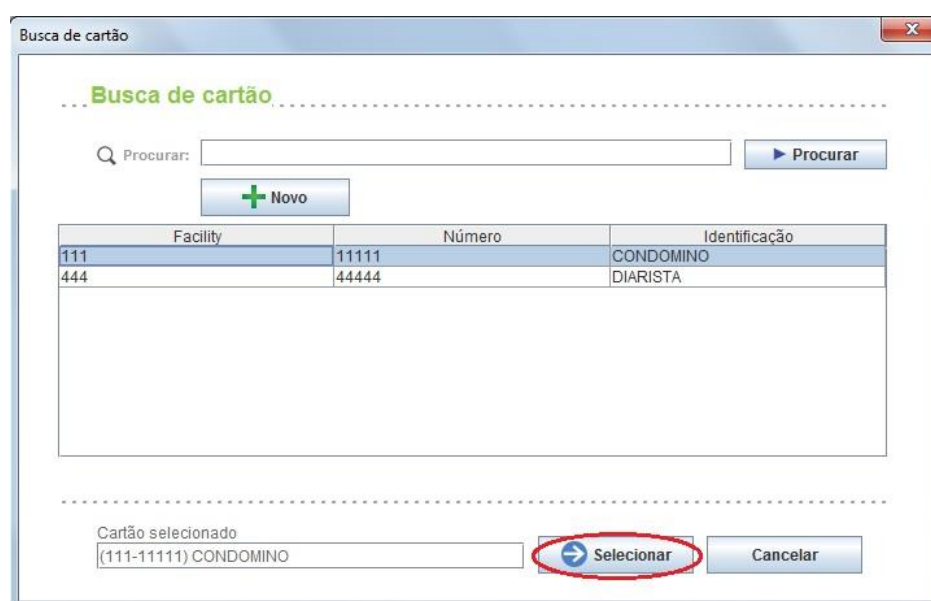 Busca de cartão
Busca de cartão
Procurar:
Procurar
Novo
Facility Número Identificação
111 11111 CONDOMINO
444 44444 DIARISTA
Cartão selecionado
(111-11111) CONDOMINO
Selecionar
Cancelar